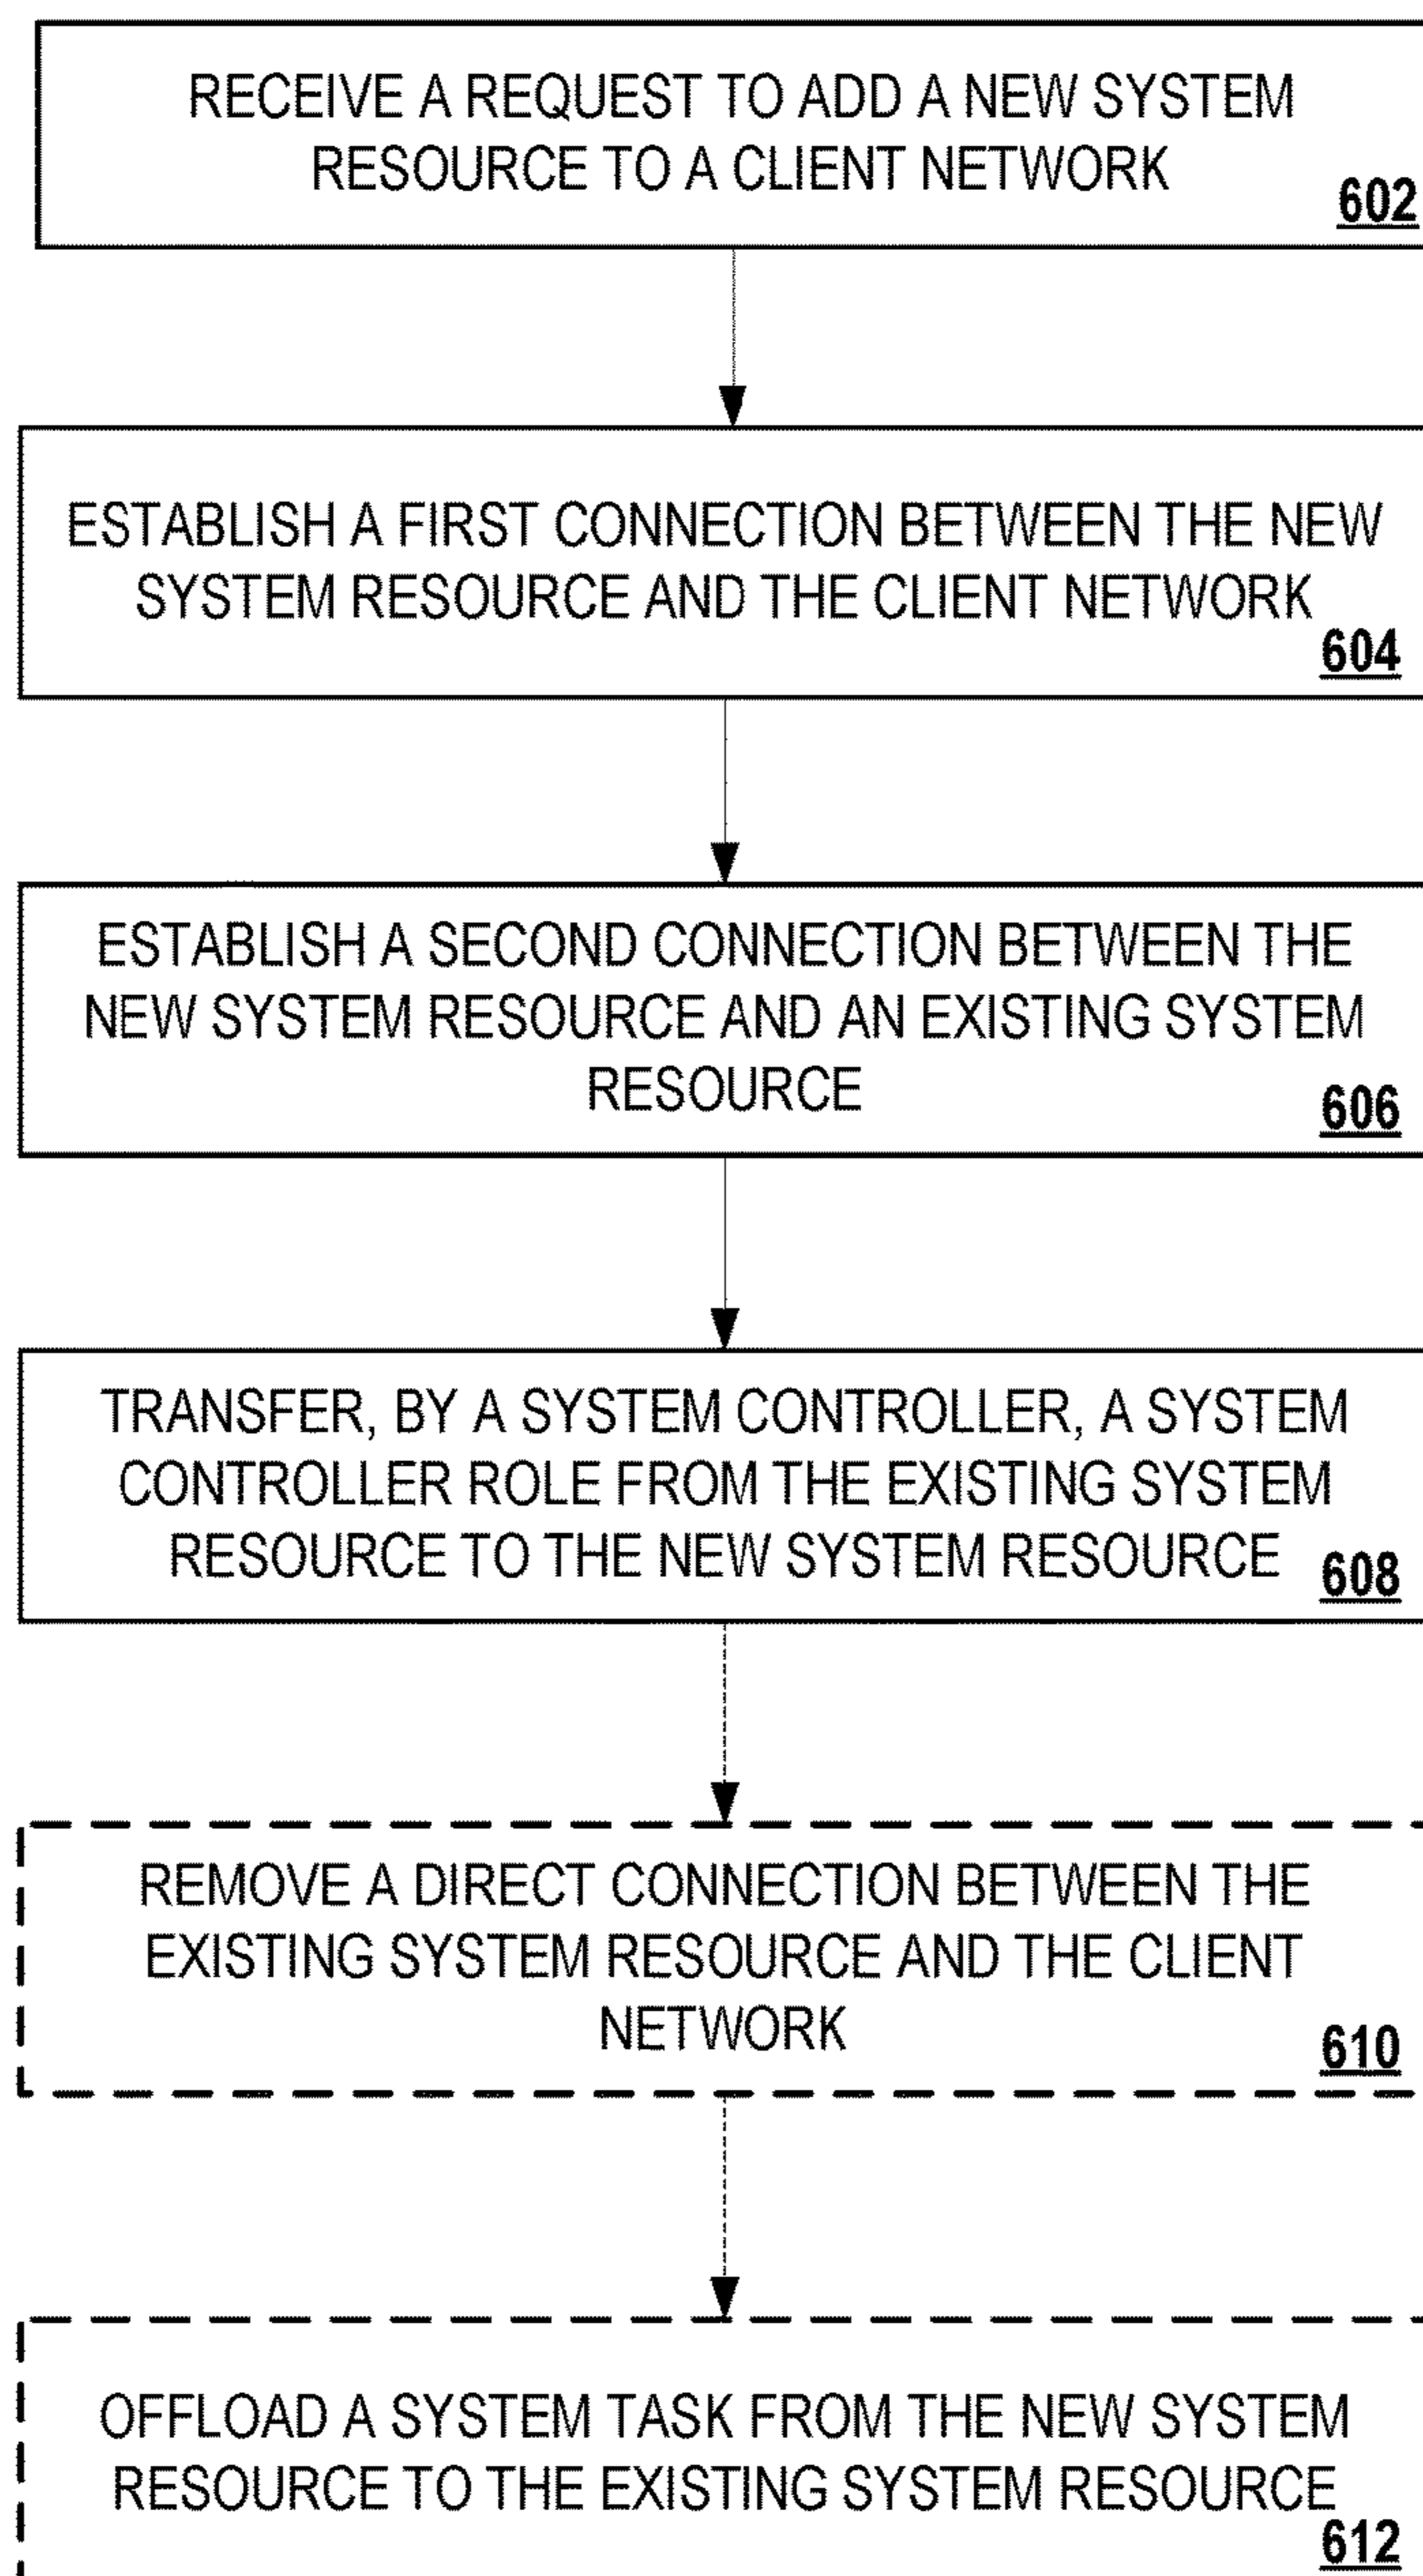 RECEIVE A REQUEST TO ADD A NEW SYSTEM
RESOURCE TO A CLIENT NETWORK
602
ESTABLISH A FIRST CONNECTION BETWEEN THE NEW
SYSTEM RESOURCE AND THE CLIENT NETWORK
604
ESTABLISH A SECOND CONNECTION BETWEEN THE
NEW SYSTEM RESOURCE AND AN EXISTING SYSTEM
RESOURCE
606
TRANSFER, BY A SYSTEM CONTROLLER, A SYSTEM
CONTROLLER ROLE FROM THE EXISTING SYSTEM
RESOURCE TO THE NEW SYSTEM RESOURCE
608
REMOVE A DIRECT CONNECTION BETWEEN THE
EXISTING SYSTEM RESOURCE AND THE CLIENT
NETWORK
610
OFFLOAD A SYSTEM TASK FROM THE NEW SYSTEM
RESOURCE TO THE EXISTING SYSTEM RESOURCE
612